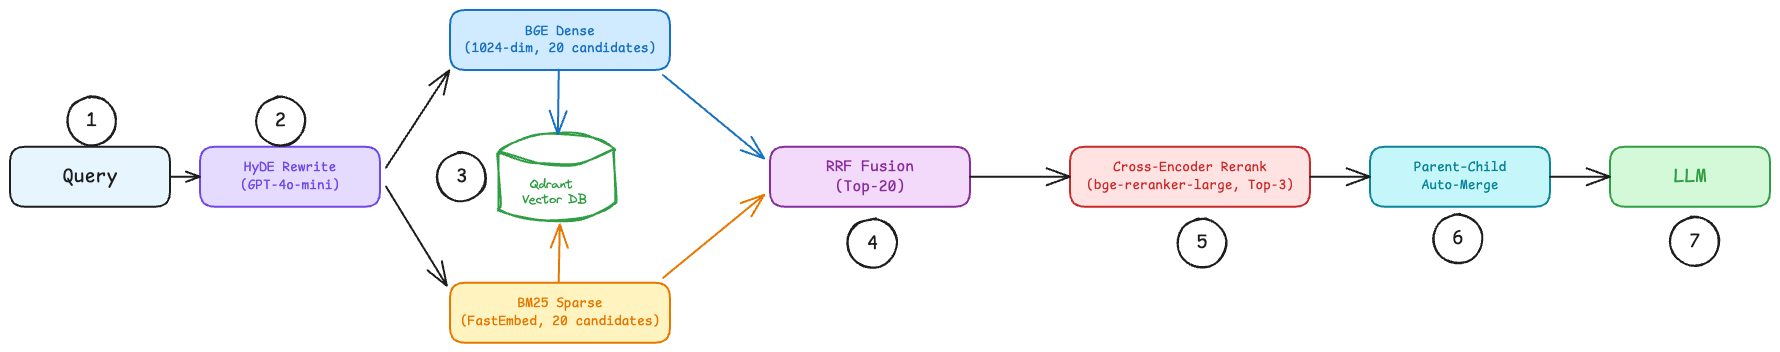 1
Query
2
HyDE Rewrite
(GPT-4o-mini)
BGE Dense
(1024-dim, 20 candidates)
3
Qdrant
Vector DB
BM25 Sparse
(FastEmbed, 20 candidates)
RRF Fusion
(Top-20)
4
Cross-Encoder Rerank
(bge-reranker-large, Top-3)
5
Parent-Child
Auto-Merge
6
LLM
7